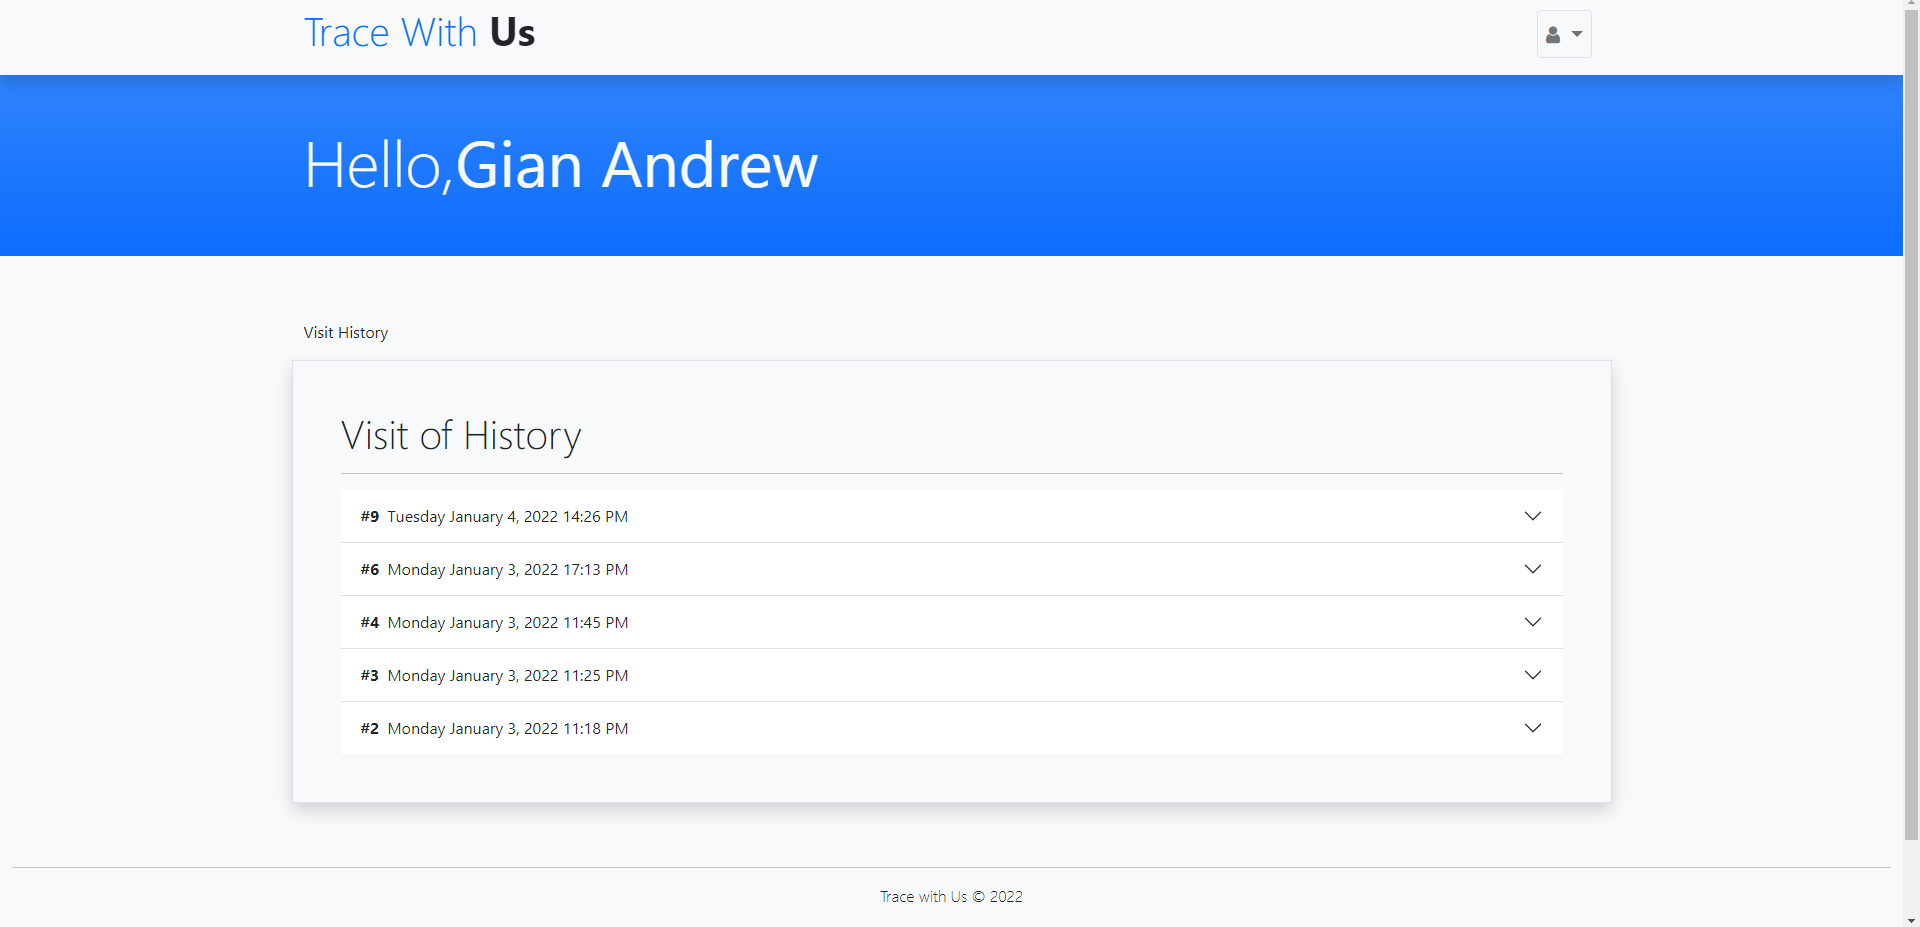 Trace With Us
Hello,Gian Andrew
Visit History
Visit of History
#9 Tuesday January 4, 2022 14:26 PM
#6 Monday January 3, 2022 17:13 PM
#4 Monday January 3, 2022 11:45 PM
#3 Monday January 3, 2022 11:25 PM
#2 Monday January 3, 2022 11:18 PM
Trace with Us © 2022